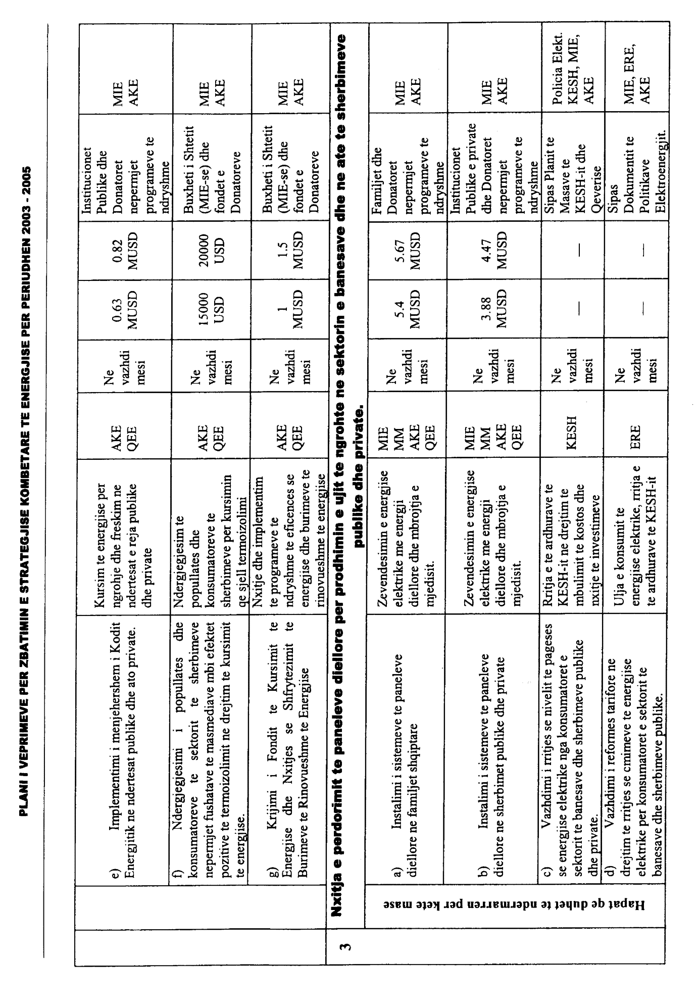 PLANI I VEPRIMEVE PER ZBATIMIN E STRATEGJISE KOMBETARE TE ENERGJISE PER PERIUDHEN 2003 - 2005
e) Implementimi i menjehershem i Kodit
Energjitik ne ndertesat publike dhe ato private.
Kursim te energjise per
ngrohje dhe freskim ne
ndertesat e reja publike
dhe private
AKE
QEE
Ne
vazhdi
mesi
0.63
MUSD
0.82
MUSD
Institucionet
Publike dhe
Donatoret
nepermjet
programeve te
ndryshme
MIE
AKE
f) Ndergjegjesimi i popullates dhe
konsumatoreve te sektorit te sherbimeve
nepermjet fushatave te masmediave mbi efektet
pozitive te termoizolimit ne drejtim te kursimit
te energjise.
Ndergjegjesim te
popullates dhe
konsumatoreve te
sherbimeve per kursimin
qe sjell termoizolimi
AKE
QEE
Ne
vazhdi
mesi
15000
USD
20000
USD
Buxheti i Shtetit
(MIE-se) dhe
fondet e
Donatoreve
MIE
AKE
g) Krijimi i Fondit te Kursimit te
Energjise dhe Nxitjes se Shfrytezimit te
Burimeve te Rinovueshme te Energjise
Nxitje dhe implementim
te programeve te
ndryshme te eficences se
energjise dhe burimeve te
rinovueshme te energjise
AKE
QEE
Ne
vazhdi
mesi
1
MUSD
1.5
MUSD
Buxheti i Shtetit
(MIE-se) dhe
fondet e
Donatoreve
MIE
AKE
3
Nxitja e perdorimit te paneleve diellore per prodhimin e ujit te ngrohte ne sektorin e banesave dhe ne ate te sherbimeve
publike dhe private.
Hapat qe duhet te ndermarren per kete mase
a) Instalimi i sistemeve te paneleve
diellore ne familjet shqiptare
Zevendesimin e energjise
elektrike me energji
diellore dhe mbrojtja e
mjedisit.
MIE
MM
AKE
QEE
Ne
vazhdi
mesi
5.4
MUSD
5.67
MUSD
Familjet dhe
Donatoret
nepermjet
programeve te
ndryshme
MIE
AKE
b) Instalimi i sistemeve te paneleve
diellore ne sherbimet publike dhe private
Zevendesimin e energjise
elektrike me energji
diellore dhe mbrojtja e
mjedisit.
MIE
MM
AKE
QEE
Ne
vazhdi
mesi
3.88
MUSD
4.47
MUSD
Institucionet
Publike e private
dhe Donatoret
nepermjet
programeve te
ndryshme
MIE
AKE
c) Vazhdimi i rritjes se nivelit te pageses
se energjise elektrike nga konsumatoret e
sektorit te banesave dhe sherbimeve publike
dhe private.
Rritja e te ardhurave te
KESH-it ne drejtim te
mbulimit te kostos dhe
nxitje te investimeve
KESH
Ne
vazhdi
mesi
—
—
Sipas Planit te
Masave te
KESH-it dhe
Qeverise
Policia Elekt.
KESH, MIE,
AKE
d) Vazhdimi i reformes tarifore ne
drejtim te rritjes se cmimeve te energjise
elektrike per konsumatoret e sektorit te
banesave dhe sherbimeve publike.
Ulja e konsumit te
energjise elektrike, rritja e
te ardhurave te KESH-it
ERE
Ne
vazhdi
mesi
—
—
Sipas
Dokumentit te
Politikave
Elektroenergjit.
MIE, ERE,
AKE